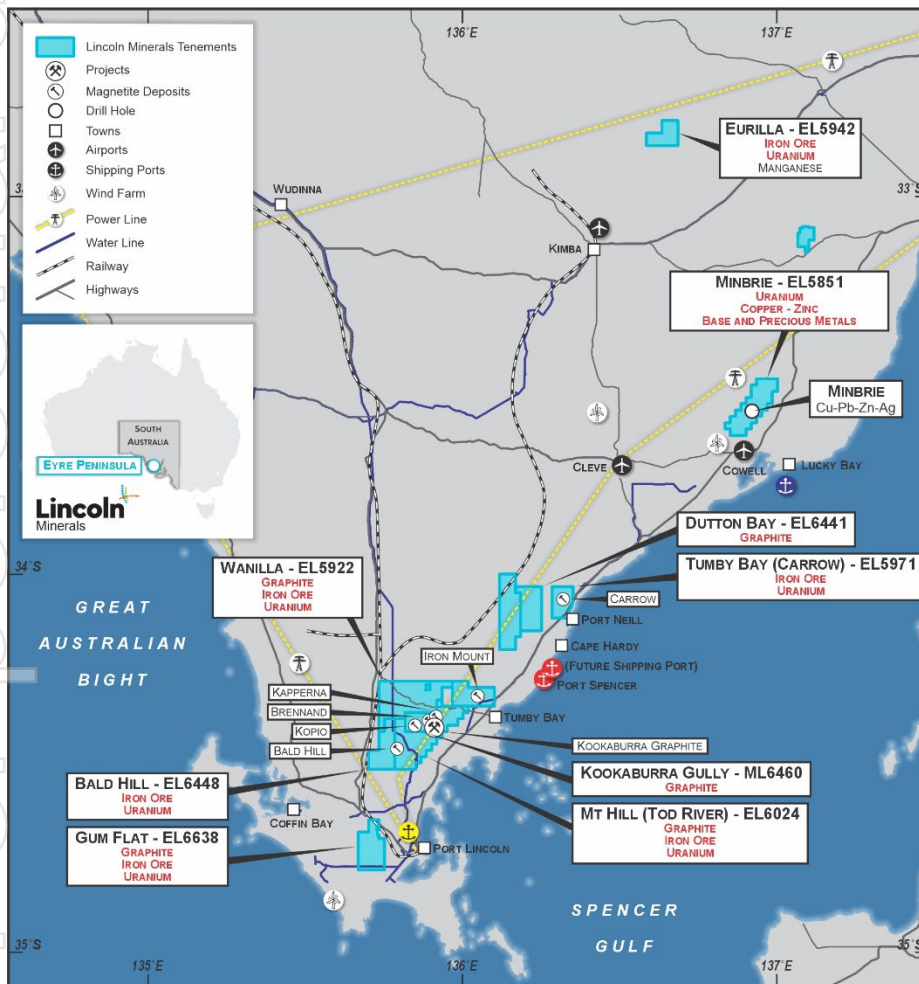 136°E
137°E
Lincoln Minerals Tenements
Projects
Magnetite Deposits
Drill Hole
Towns
Airports
Shipping Ports
Wind Farm
Power Line
Water Line
Railway
Highways
SOUTH
AUSTRALIA
EYRE PENINSULA
Lincoln
Minerals
EURILLA - EL5942
IRON ORE
URANIUM
MANGANESE
33°S
WUDINNA
KIMBA
MINBRIE - EL5851
URANIUM
COPPER - ZINC
BASE AND PRECIOUS METALS
MINBRIE
Cu-Pb-Zn-Ag
CLEVE
COWELL
LUCKY BAY
DUTTON BAY - EL6441
GRAPHITE
34°S
WANILLA - EL5922
GRAPHITE
IRON ORE
URANIUM
TUMBY BAY (CARROW) - EL5971
IRON ORE
URANIUM
CARROW
GREAT
AUSTRALIAN
BIGHT
PORT NEILL
CAPE HARDY
(FUTURE SHIPPING PORT)
PORT SPENCER
IRON MOUNT
KAPPERNA
BRENNAND
KOPIO
BALD HILL
TUMBY BAY
KOOKABURRA GRAPHITE
KOOKABURRA GULLY - ML6460
GRAPHITE
BALD HILL - EL6448
IRON ORE
URANIUM
MT HILL (TOD RIVER) - EL6024
GRAPHITE
IRON ORE
URANIUM
COFFIN BAY
GUM FLAT - EL6638
GRAPHITE
IRON ORE
URANIUM
PORT LINCOLN
SPENCER
GULF
35°S
35°S
135°E
136°E
137°E